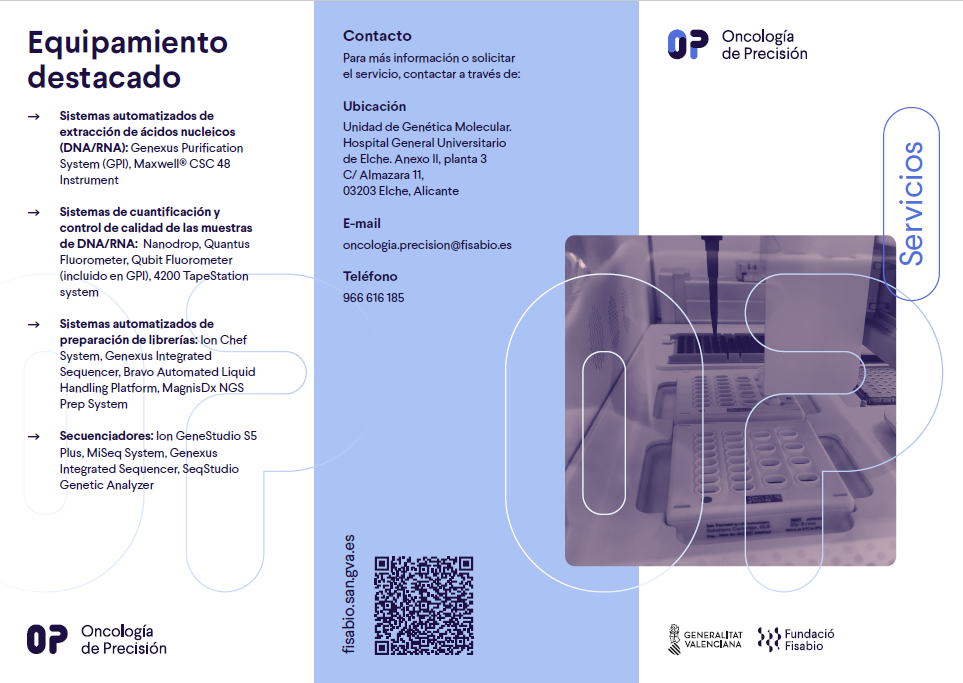 Equipamiento
destacado
→ Sistemas automatizados de
extracción de ácidos nucleicos
(DNA/RNA): Genexus Purification
System (GPI), Maxwell® CSC 48
Instrument
→ Sistemas de cuantificación y
control de calidad de las muestras
de DNA/RNA: Nanodrop, Quantus
Fluorometer, Qubit Fluorometer
(incluido en GPI), 4200 TapeStation
system
→ Sistemas automatizados de
preparación de librerías: Ion Chef
System, Genexus Integrated
Sequencer, Bravo Automated Liquid
Handling Platform, MagnisDx NGS
Prep System
→ Secuenciadores: Ion GeneStudio S5
Plus, MiSeq System, Genexus
Integrated Sequencer, SeqStudio
Genetic Analyzer
OP Oncología
de Precisión
Contacto
Para más información o solicitar
el servicio, contactar a través de:
Ubicación
Unidad de Genética Molecular.
Hospital General Universitario
de Elche. Anexo II, planta 3
C/ Almazara 11,
03203 Elche, Alicante
E-mail
oncologia.precision@fisabio.es
Teléfono
966 616 185
fisabio.san.gva.es
OP Oncología
de Precisión
Servicios
OP
GENERALITAT
VALENCIANA
Fundació
Fisabio